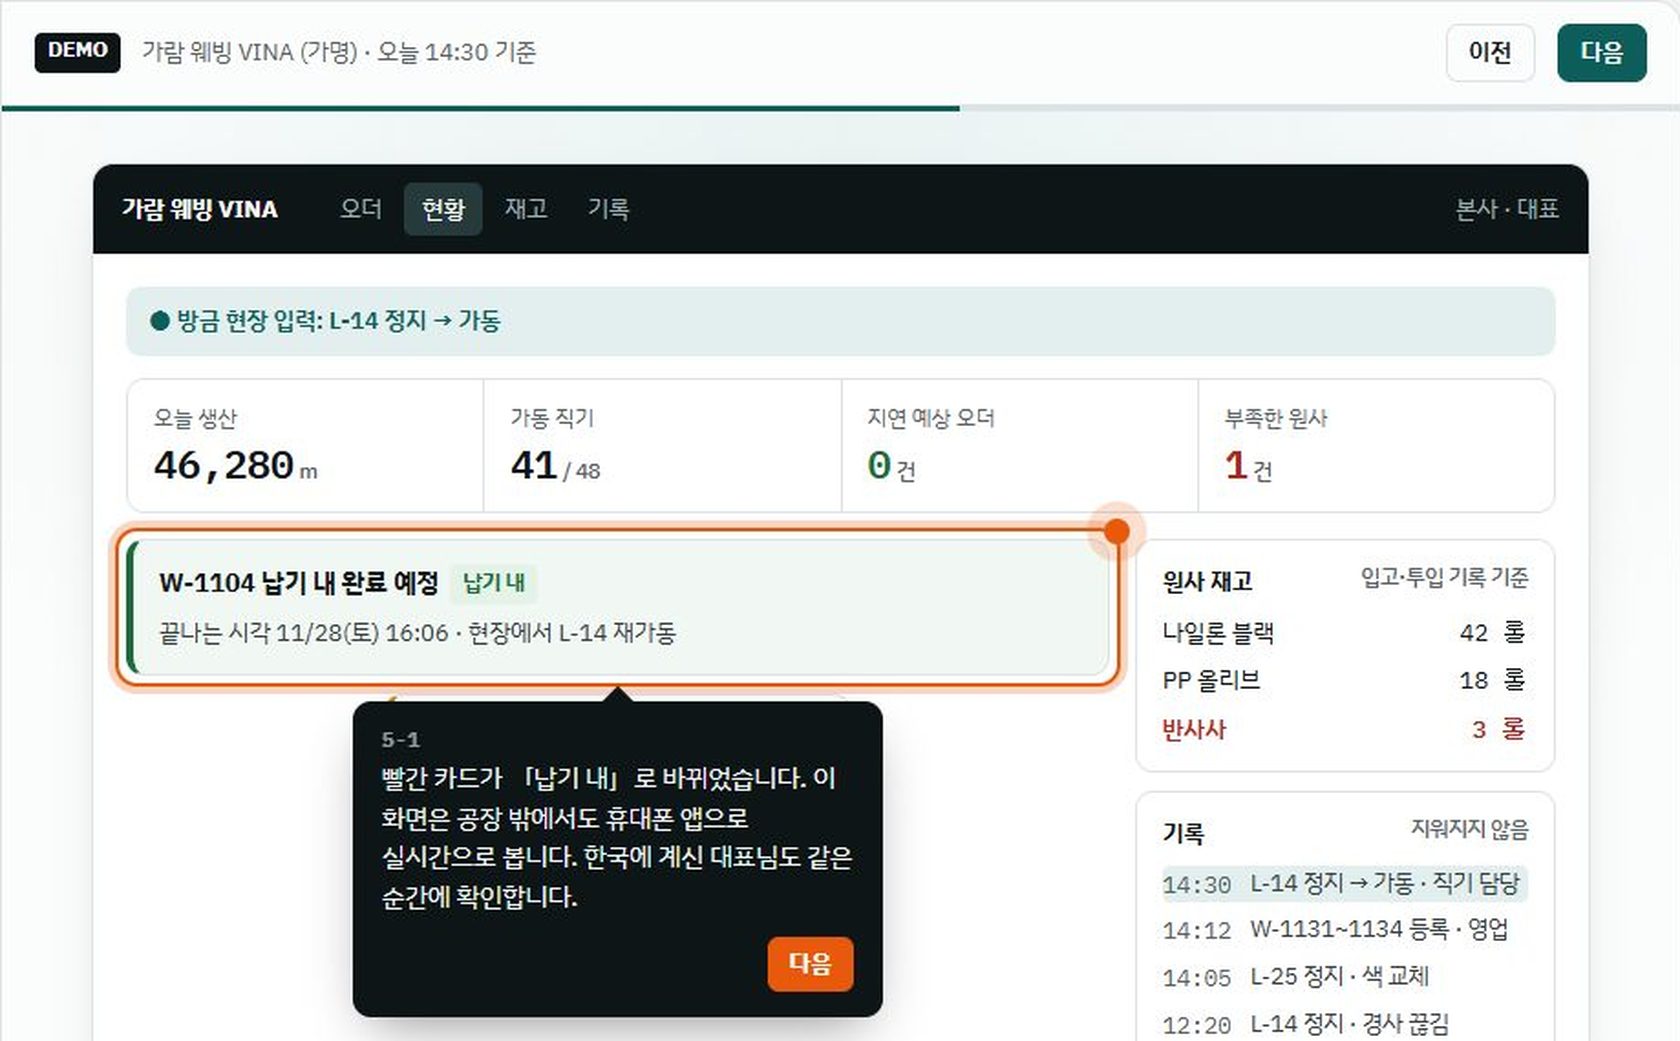 DEMO 가람 웨빙 VINA (가명) · 오늘 14:30 기준
이전 다음
가람 웨빙 VINA 오더 현황 재고 기록 본사 · 대표
방금 현장 입력: L-14 정지 → 가동
오늘 생산
46,280 m
가동 직기
41 / 48
지연 예상 오더
0 건
부족한 원사
1 건
W-1104 납기 내 완료 예정 납기 내
끝나는 시각 11/28(토) 16:06 · 현장에서 L-14 재가동
5-1
빨간 카드가 「납기 내」로 바뀌었습니다. 이
화면은 공장 밖에서도 휴대폰 앱으로
실시간으로 봅니다. 한국에 계신 대표님도 같은
순간에 확인합니다.
다음
원사 재고 입고·투입 기록 기준
나일론 블랙 42 롤
PP 올리브 18 롤
반사사 3 롤
기록 지워지지 않음
14:30 L-14 정지 → 가동 · 직기 담당
14:12 W-1131~1134 등록 · 영업
14:05 L-25 정지 · 색 교체
12:20 L-14 정지 · 경사 끊김